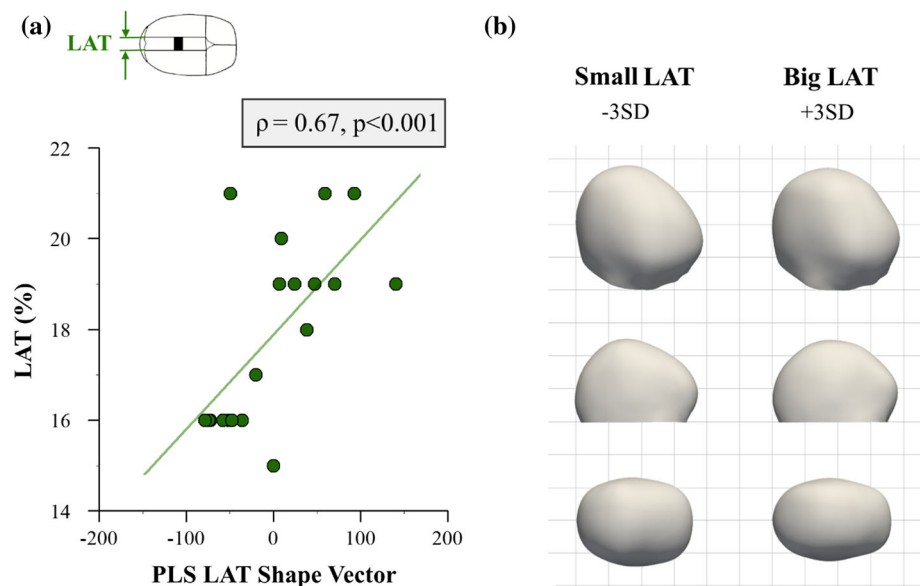 (a)
LAT
ρ = 0.67, p<0.001
22
20
18
16
14
LAT (%)
-200
-100
0
100
200
PLS LAT Shape Vector
(b)
Small LAT
-3SD
Big LAT
+3SD